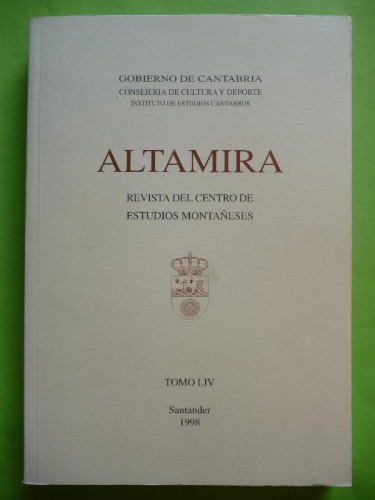 GOBIERNO DE CANTABRIA
CONSEJERIA DE CULTURA Y DEPORTE
INSTITUTO DE ESTUDIOS CANTABROS
ALTAMIRA
REVISTA DEL CENTRO DE
ESTUDIOS MONTAÑESES
TOMO LIV
Santander
1998